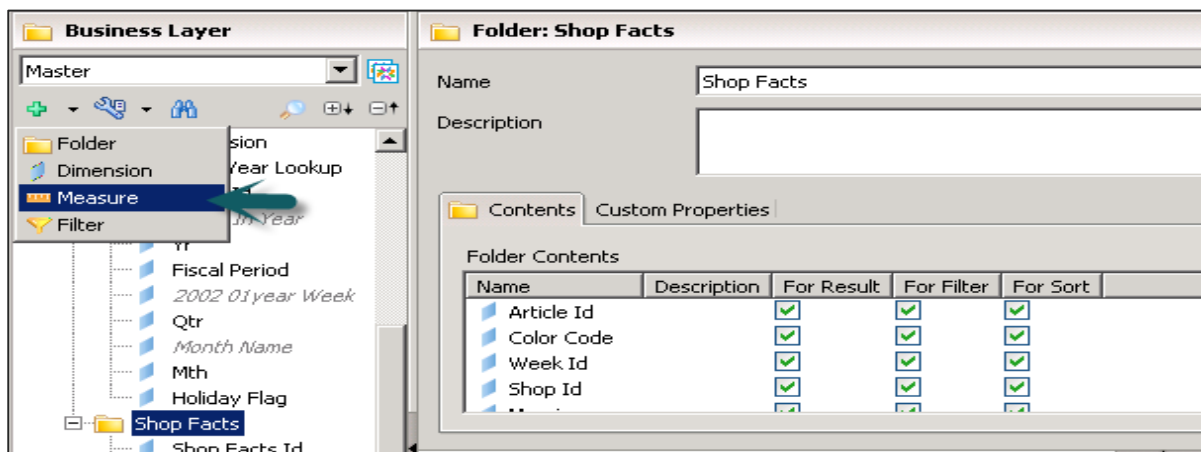 Business Layer
Master
Folder
Dimension
Measure
Filter
sion
Year Lookup
in Year
Yr
Fiscal Period
2002 01year Week
Qtr
Month Name
Mth
Holiday Flag
Shop Facts
Shop Facts Id
Folder: Shop Facts
Name
Shop Facts
Description
Contents
Custom Properties
Folder Contents
Name Description For Result For Filter For Sort
Article Id
Color Code
Week Id
Shop Id